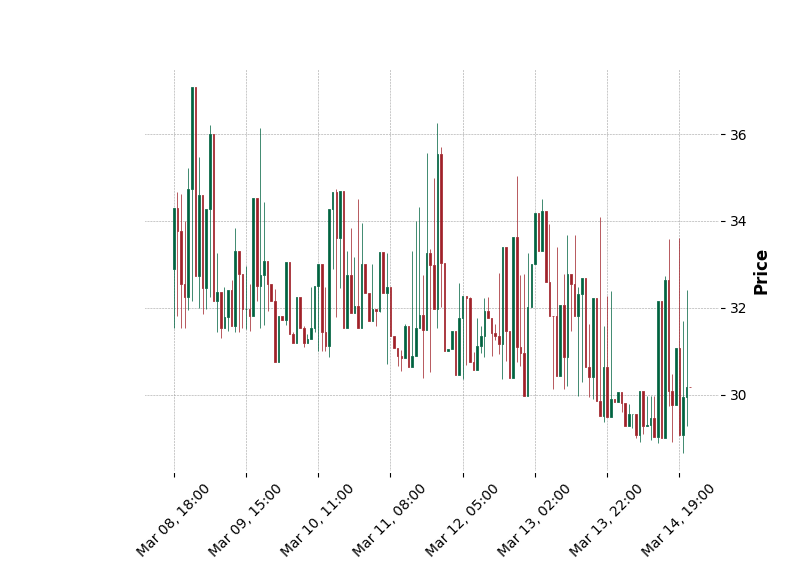 36
34
32
30
Price
Mar 08, 18:00
Mar 09, 15:00
Mar 10, 11:00
Mar 11, 08:00
Mar 12, 05:00
Mar 13, 02:00
Mar 13, 22:00
Mar 14, 19:00